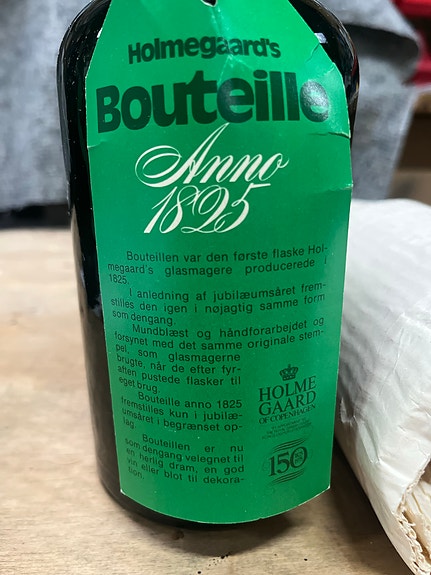 Holmegaard's
Bouteille
Anno
1825
Bouteillen var den første flaske Hol-
megaard's glasmagere producerede i
1825.
I anledning af jubilæumsåret frem-
stilles den igen i nøjagtig samme form
som dengang.
Mundblæst og håndforarbejdet og
forsynet med det samme originale stem-
pel, som glasmagerne
brugte, når de efter fyr-
aften pustede flasker til
eget brug.
Bouteille anno 1825
fremstilles kun i jubilæ-
umsåret i begrænset op-
lag.
Bouteillen er nu
som dengang velegnet til
en herlig dram, en god
vin eller blot til dekora-
tion.
HOLME
GAARD
OF COPENHAGEN
150